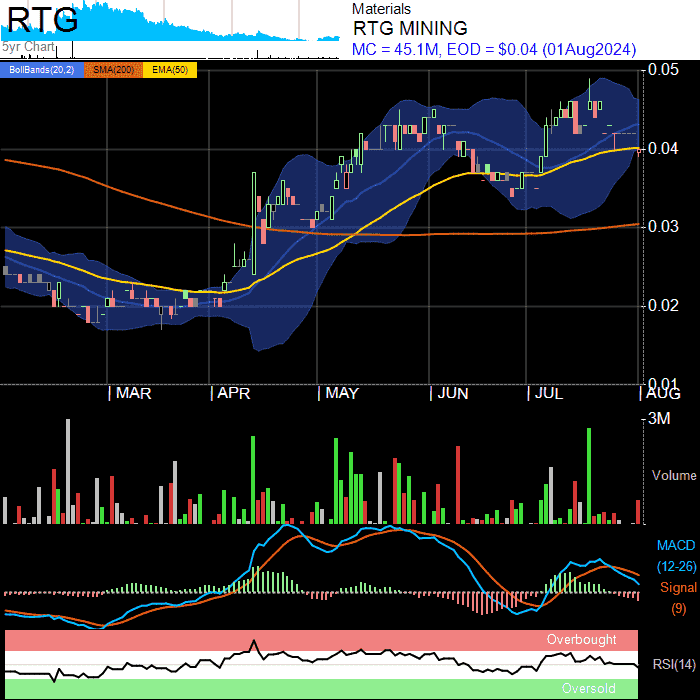 RTG
5yr Chart
Materials
RTG MINING
MC = 45.1M, EOD = $0.04 (01Aug2024)
BollBands(20,2) SMA(200) EMA(50)
0.05
0.04
0.03
0.02
0.01
MAR APR MAY JUN JUL AUG
3M
Volume
MACD
(12-26)
Signal
(9)
Overbought
RSI(14)
Oversold